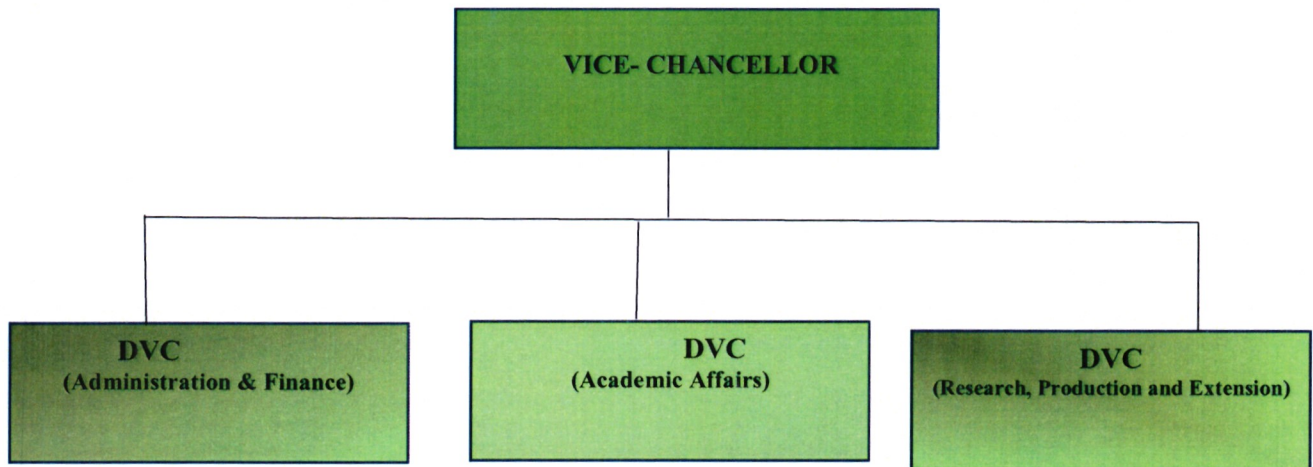 VICE- CHANCELLOR
DVC
(Administration & Finance)
DVC
(Academic Affairs)
DVC
(Research, Production and Extension)